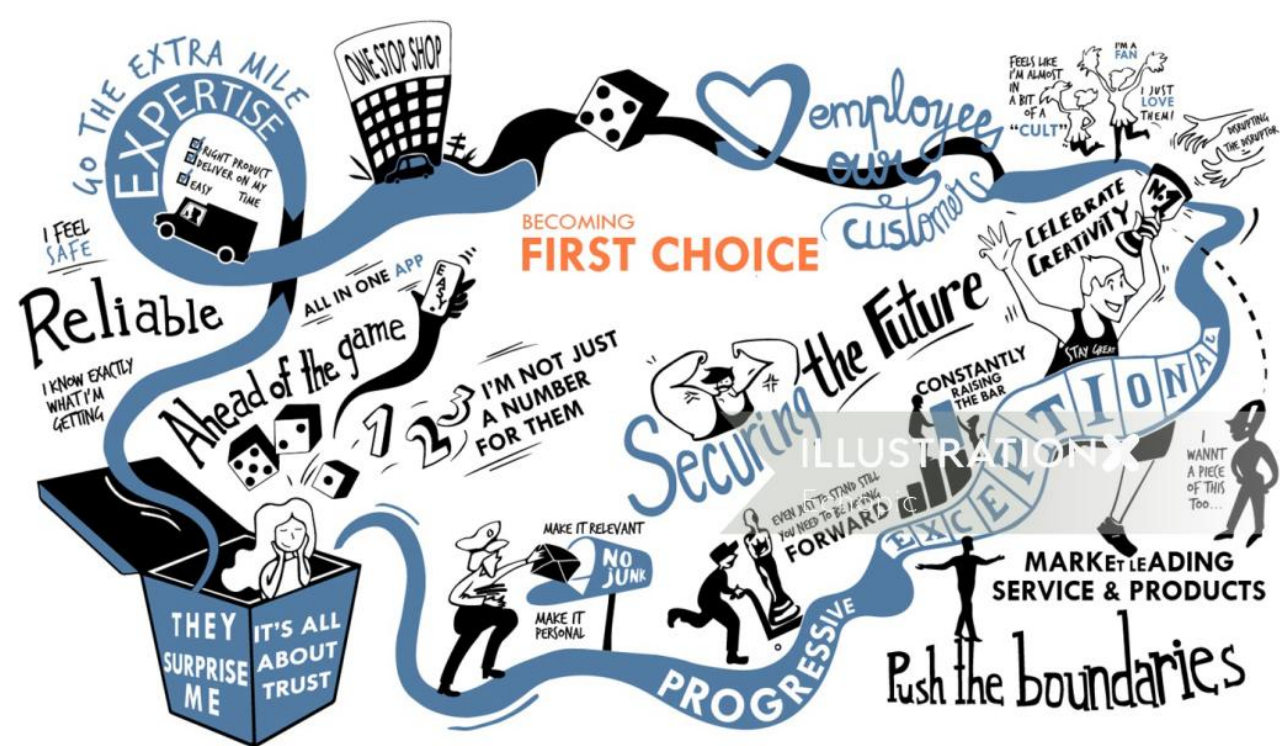 GO THE EXTRA MILE
EXPERTISE
RIGHT PRODUCT
DELIVER ON MY
TIME
EASY
ONE STOP SHOP
I FEEL
SAFE
Reliable
I KNOW EXACTLY
WHAT I'M
GETTING
ALL IN ONE APP
EASY
Ahead of the game
1 2 3
I'M NOT JUST
A NUMBER
FOR THEM
THEY
SURPRISE
ME
IT'S ALL
ABOUT
TRUST
BECOMING
FIRST CHOICE
employees
our
customers
FEELS LIKE
I'M ALMOST
IN
A BIT
OF A
"CULT"
I'M A
FAN
I JUST
LOVE
THEM!
DISRUPTING
THE DISRUPTOR
CELEBRATE
CREATIVITY
No.1
STAY GREAT
Securing the Future
CONSTANTLY
RAISING
THE BAR
EXCEPTIONAL
ILLUSTRATIONX
I
WANNT
A PIECE
OF THIS
TOO...
EVEN JUST TO STAND STILL
YOU NEED TO BE MOVING
FORWARD
MAKE IT RELEVANT
NO
JUNK
MAKE IT
PERSONAL
PROGRESSIVE
MARKET LEADING
SERVICE & PRODUCTS
Push the boundaries